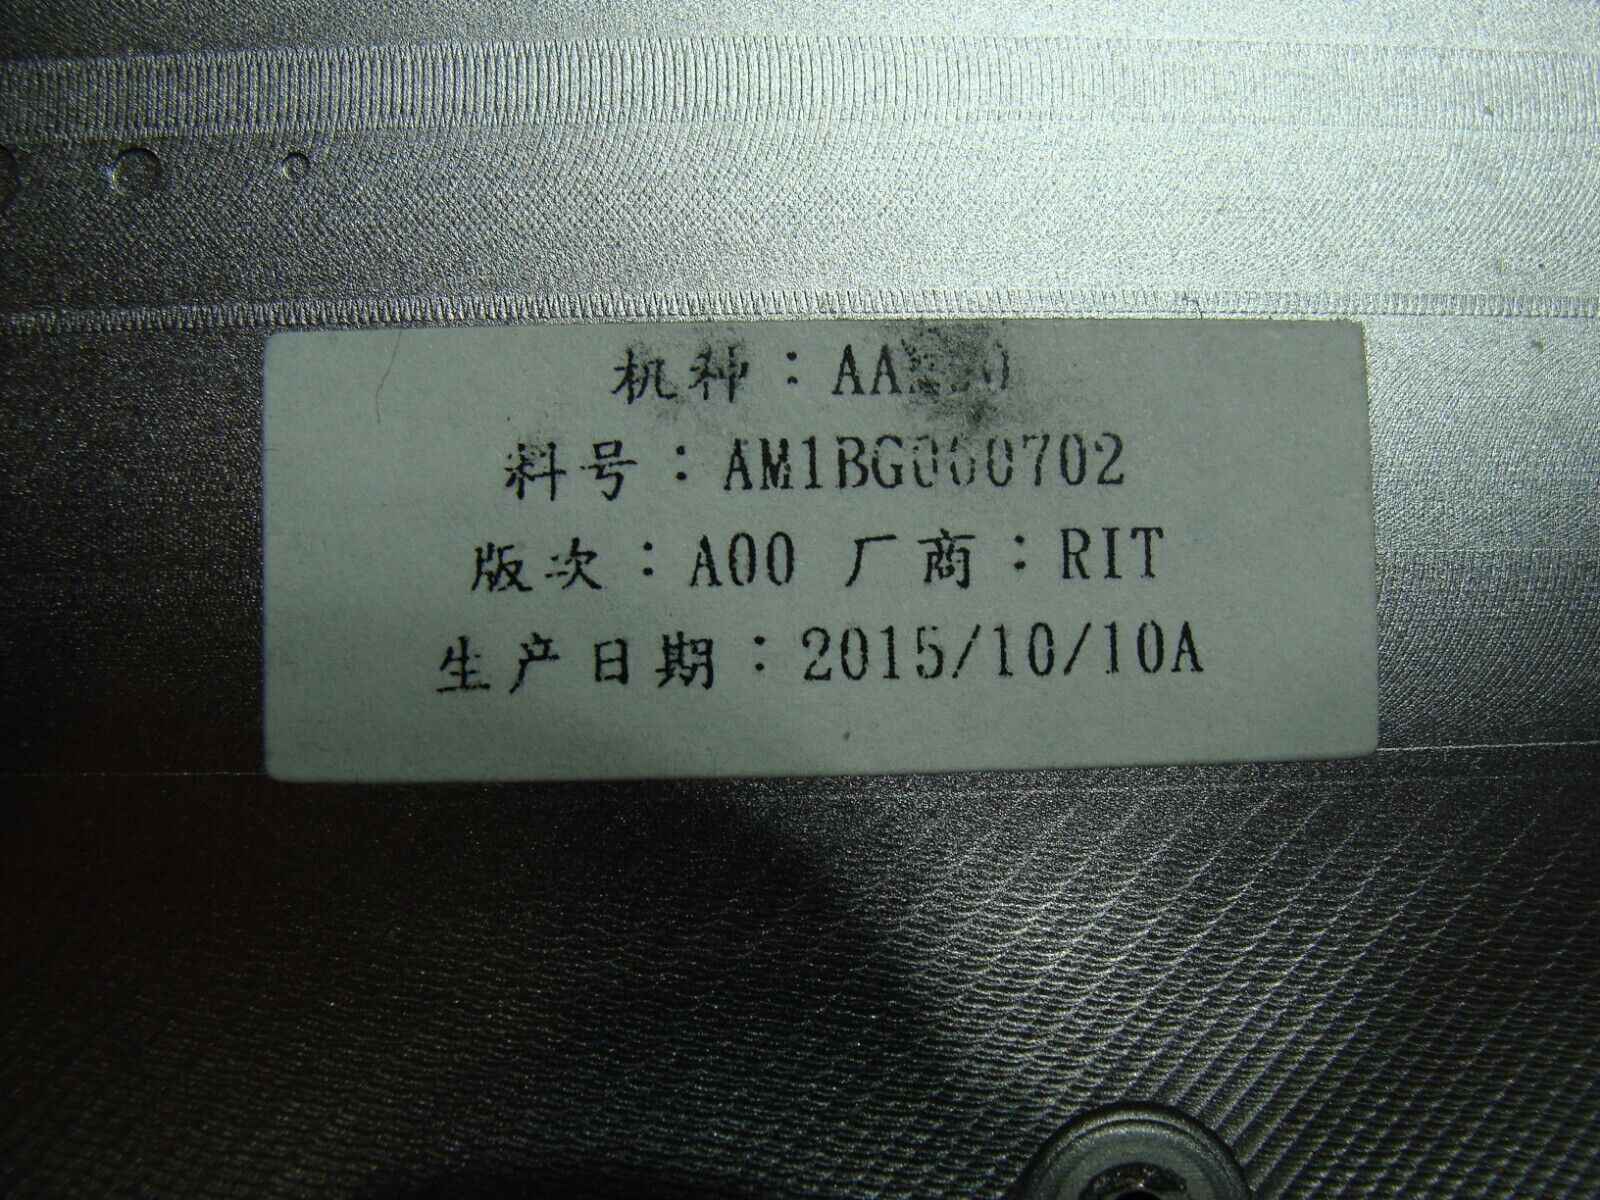 机种：
料号：AM1BG000702
版次：A00 厂商：RIT
生产日期：2015/10/10A